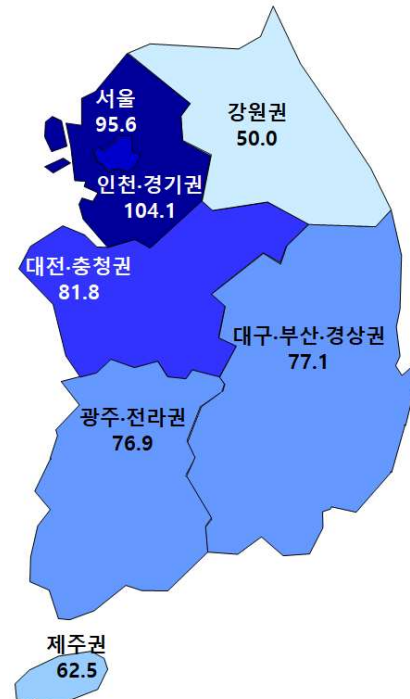 서울
95.6
강원권
50.0
인천·경기권
104.1
대전·충청권
81.8
대구·부산·경상권
77.1
광주·전라권
76.9
제주권
62.5